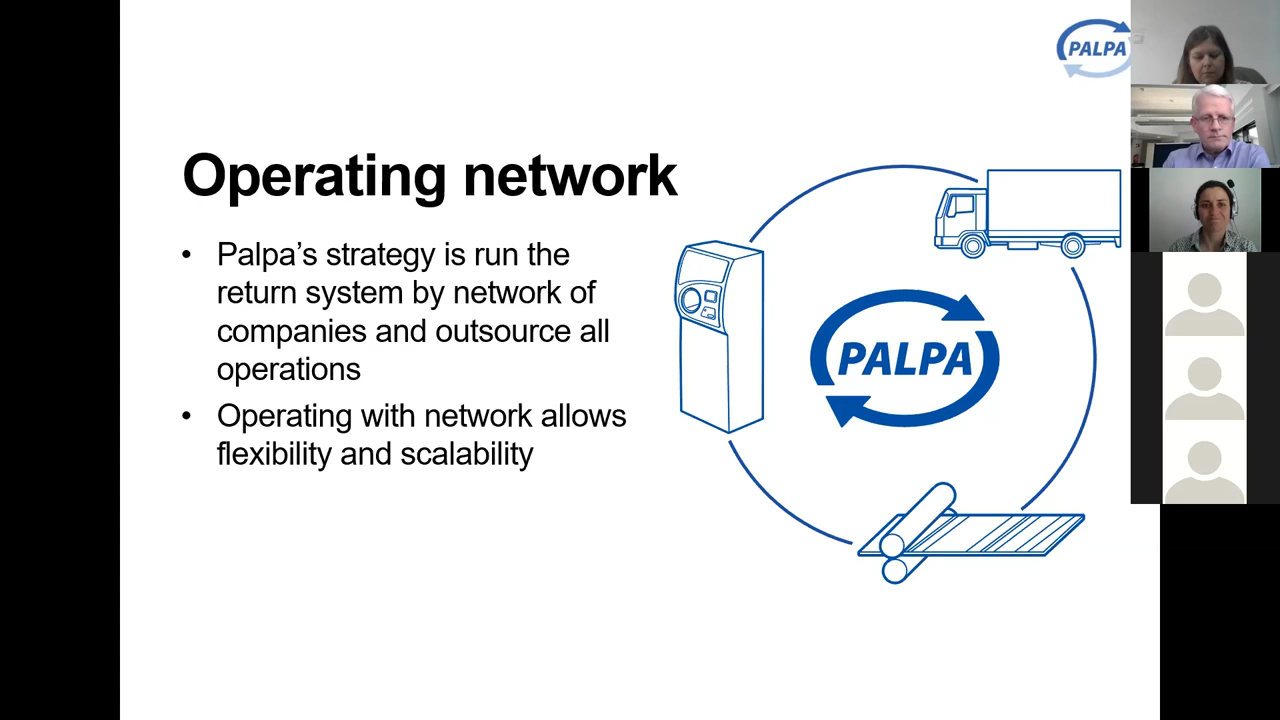 PALPA
Operating network
• Palpa’s strategy is run the
return system by network of
companies and outsource all
operations
• Operating with network allows
flexibility and scalability
PALPA